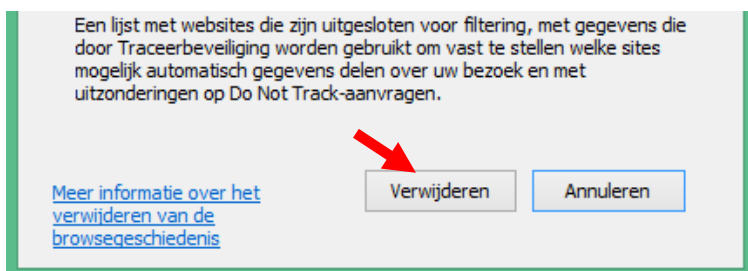 Een lijst met websites die zijn uitgesloten voor filtering, met gegevens die
door Traceerbeveiliging worden gebruikt om vast te stellen welke sites
mogelijk automatisch gegevens delen over uw bezoek en met
uitzonderingen op Do Not Track-aanvragen.
Meer informatie over het
verwijderen van de
browsegeschiedenis
Verwijderen
Annuleren